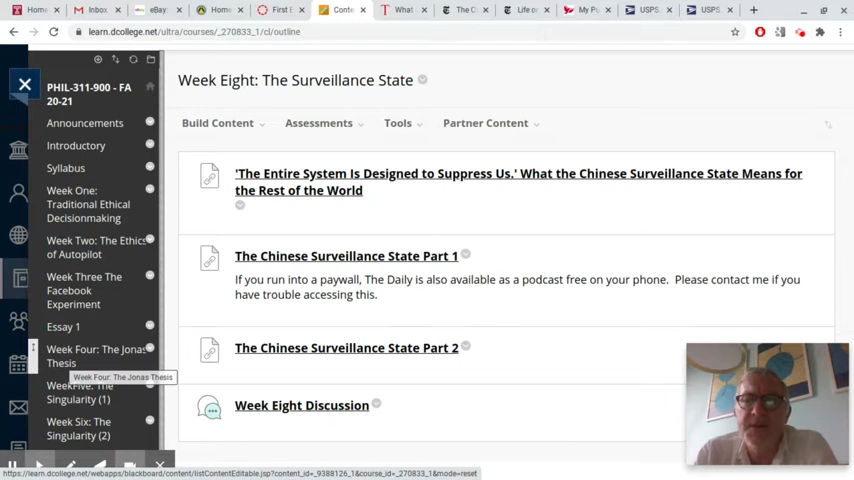 Home
Inbox
eBay:
Home
First E
Conte
What
The C
Life or
My Pu
USPS.
USPS.
learn.dcollege.net/ultra/courses/_270833_1/cl/outline
PHIL-311-900 - FA
20-21
Announcements
Introductory
Syllabus
Week One:
Traditional Ethical
Decisionmaking
Week Two: The Ethics
of Autopilot
Week Three The
Facebook
Experiment
Essay 1
Week Four: The Jonas
Thesis
Week Four: The Jonas Thesis
WeekFive: The
Singularity (1)
Week Six: The
Singularity (2)
Week Eight: The Surveillance State
Build Content
Assessments
Tools
Partner Content
'The Entire System Is Designed to Suppress Us.' What the Chinese Surveillance State Means for
the Rest of the World
The Chinese Surveillance State Part 1
If you run into a paywall, The Daily is also available as a podcast free on your phone. Please contact me if you
have trouble accessing this.
The Chinese Surveillance State Part 2
Week Eight Discussion
https://learn.dcollege.net/webapps/blackboard/content/listContentEditable.jsp?content_id=_9388126_1&course_id=_270833_1&mode=reset